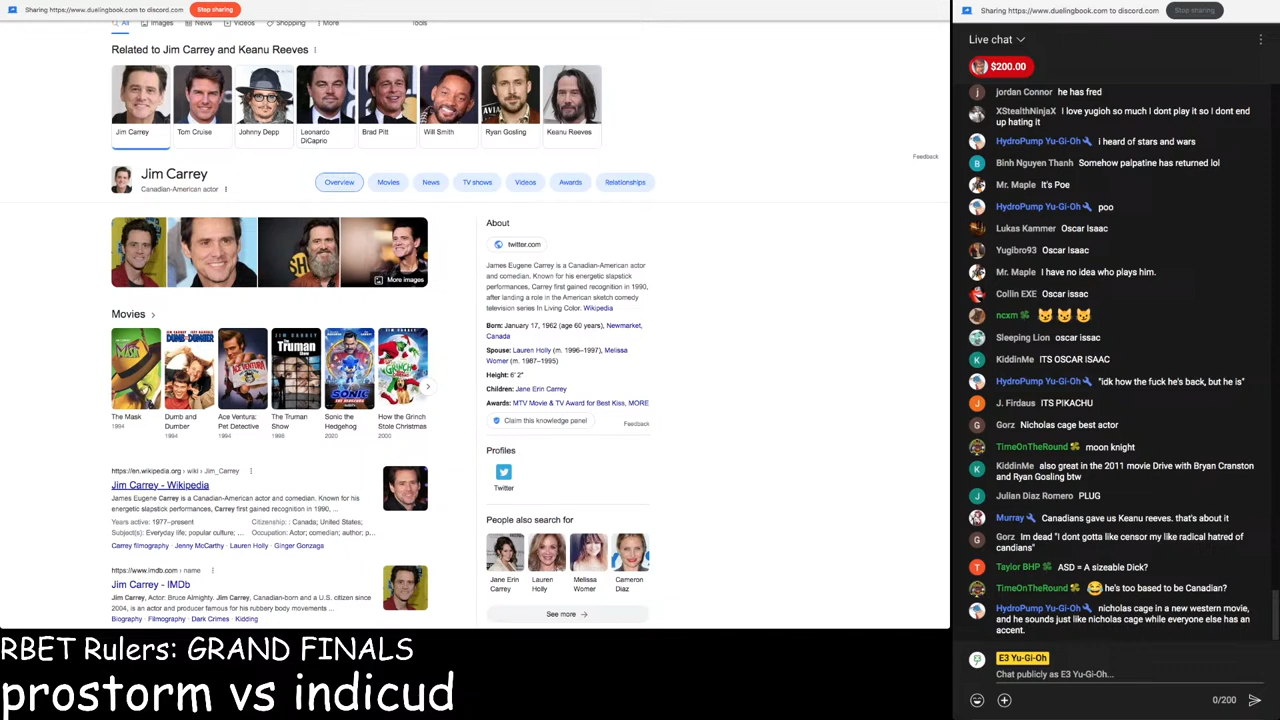 Sharing https://www.duelingbook.com to discord.com Stop sharing
All Images News Videos Shopping More Tools
Related to Jim Carrey and Keanu Reeves
Jim Carrey Tom Cruise Johnny Depp Leonardo DiCaprio Brad Pitt Will Smith Ryan Gosling Keanu Reeves
Feedback
Jim Carrey
Canadian-American actor
Overview Movies News TV shows Videos Awards Relationships
More images
Movies
The Mask
1994
Dumb and Dumber
1994
Ace Ventura: Pet Detective
1994
The Truman Show
1998
Sonic the Hedgehog
2020
How the Grinch Stole Christmas
2000
https://en.wikipedia.org › wiki › Jim_Carrey
Jim Carrey - Wikipedia
James Eugene Carrey is a Canadian-American actor and comedian. Known for his
energetic slapstick performances, Carrey first gained recognition in 1990, ...
Years active: 1977–present Citizenship: : Canada; United States;
Subject(s): Everyday life; popular culture; ... Occupation: Actor; comedian; author; p...
Carrey filmography · Jenny McCarthy · Lauren Holly · Ginger Gonzaga
https://www.imdb.com › name
Jim Carrey - IMDb
Jim Carrey, Actor: Bruce Almighty. Jim Carrey, Canadian-born and a U.S. citizen since
2004, is an actor and producer famous for his rubbery body movements ...
Biography · Filmography · Dark Crimes · Kidding
About
twitter.com
James Eugene Carrey is a Canadian-American actor
and comedian. Known for his energetic slapstick
performances, Carrey first gained recognition in 1990,
after landing a role in the American sketch comedy
television series In Living Color. Wikipedia
Born: January 17, 1962 (age 60 years), Newmarket,
Canada
Spouse: Lauren Holly (m. 1996–1997), Melissa
Womer (m. 1987–1995)
Height: 6′ 2″
Children: Jane Erin Carrey
Awards: MTV Movie & TV Award for Best Kiss, MORE
Claim this knowledge panel
Feedback
Profiles
Twitter
People also search for
Jane Erin Carrey
Lauren Holly
Melissa Womer
Cameron Diaz
See more →
RBET Rulers: GRAND FINALS
prostorm vs indicud
Sharing https://www.duelingbook.com to discord.com Stop sharing
Live chat
$200.00
jordan Connor he has fred
XStealthNinjaX I love yugioh so much I dont play it so I dont end
up hating it
HydroPump Yu-Gi-Oh i heard of stars and wars
Binh Nguyen Thanh Somehow palpatine has returned lol
Mr. Maple It's Poe
HydroPump Yu-Gi-Oh poo
Lukas Kammer Oscar Isaac
Yugibro93 Oscar Isaac
Mr. Maple I have no idea who plays him.
Collin EXE Oscar isaac
ncxm
Sleeping Lion oscar isaac
KiddinMe ITS OSCAR ISAAC
HydroPump Yu-Gi-Oh "idk how the fuck he's back, but he is"
J. Firdaus ITS PIKACHU
Gorz Nicholas cage best actor
TimeOnTheRound moon knight
KiddinMe also great in the 2011 movie Drive with Bryan Cranston
and Ryan Gosling btw
Julian Diaz Romero PLUG
Murray Canadians gave us Keanu reeves. that's about it
Gorz Im dead "I dont gotta like censor my like radical hatred of
candians"
Taylor BHP ASD = A sizeable Dick?
TimeOnTheRound he's too based to be Canadian?
HydroPump Yu-Gi-Oh nicholas cage in a new western movie,
and he sounds just like nicholas cage while everyone else has an
accent.
E3 Yu-Gi-Oh
Chat publicly as E3 Yu-Gi-Oh...
0/200